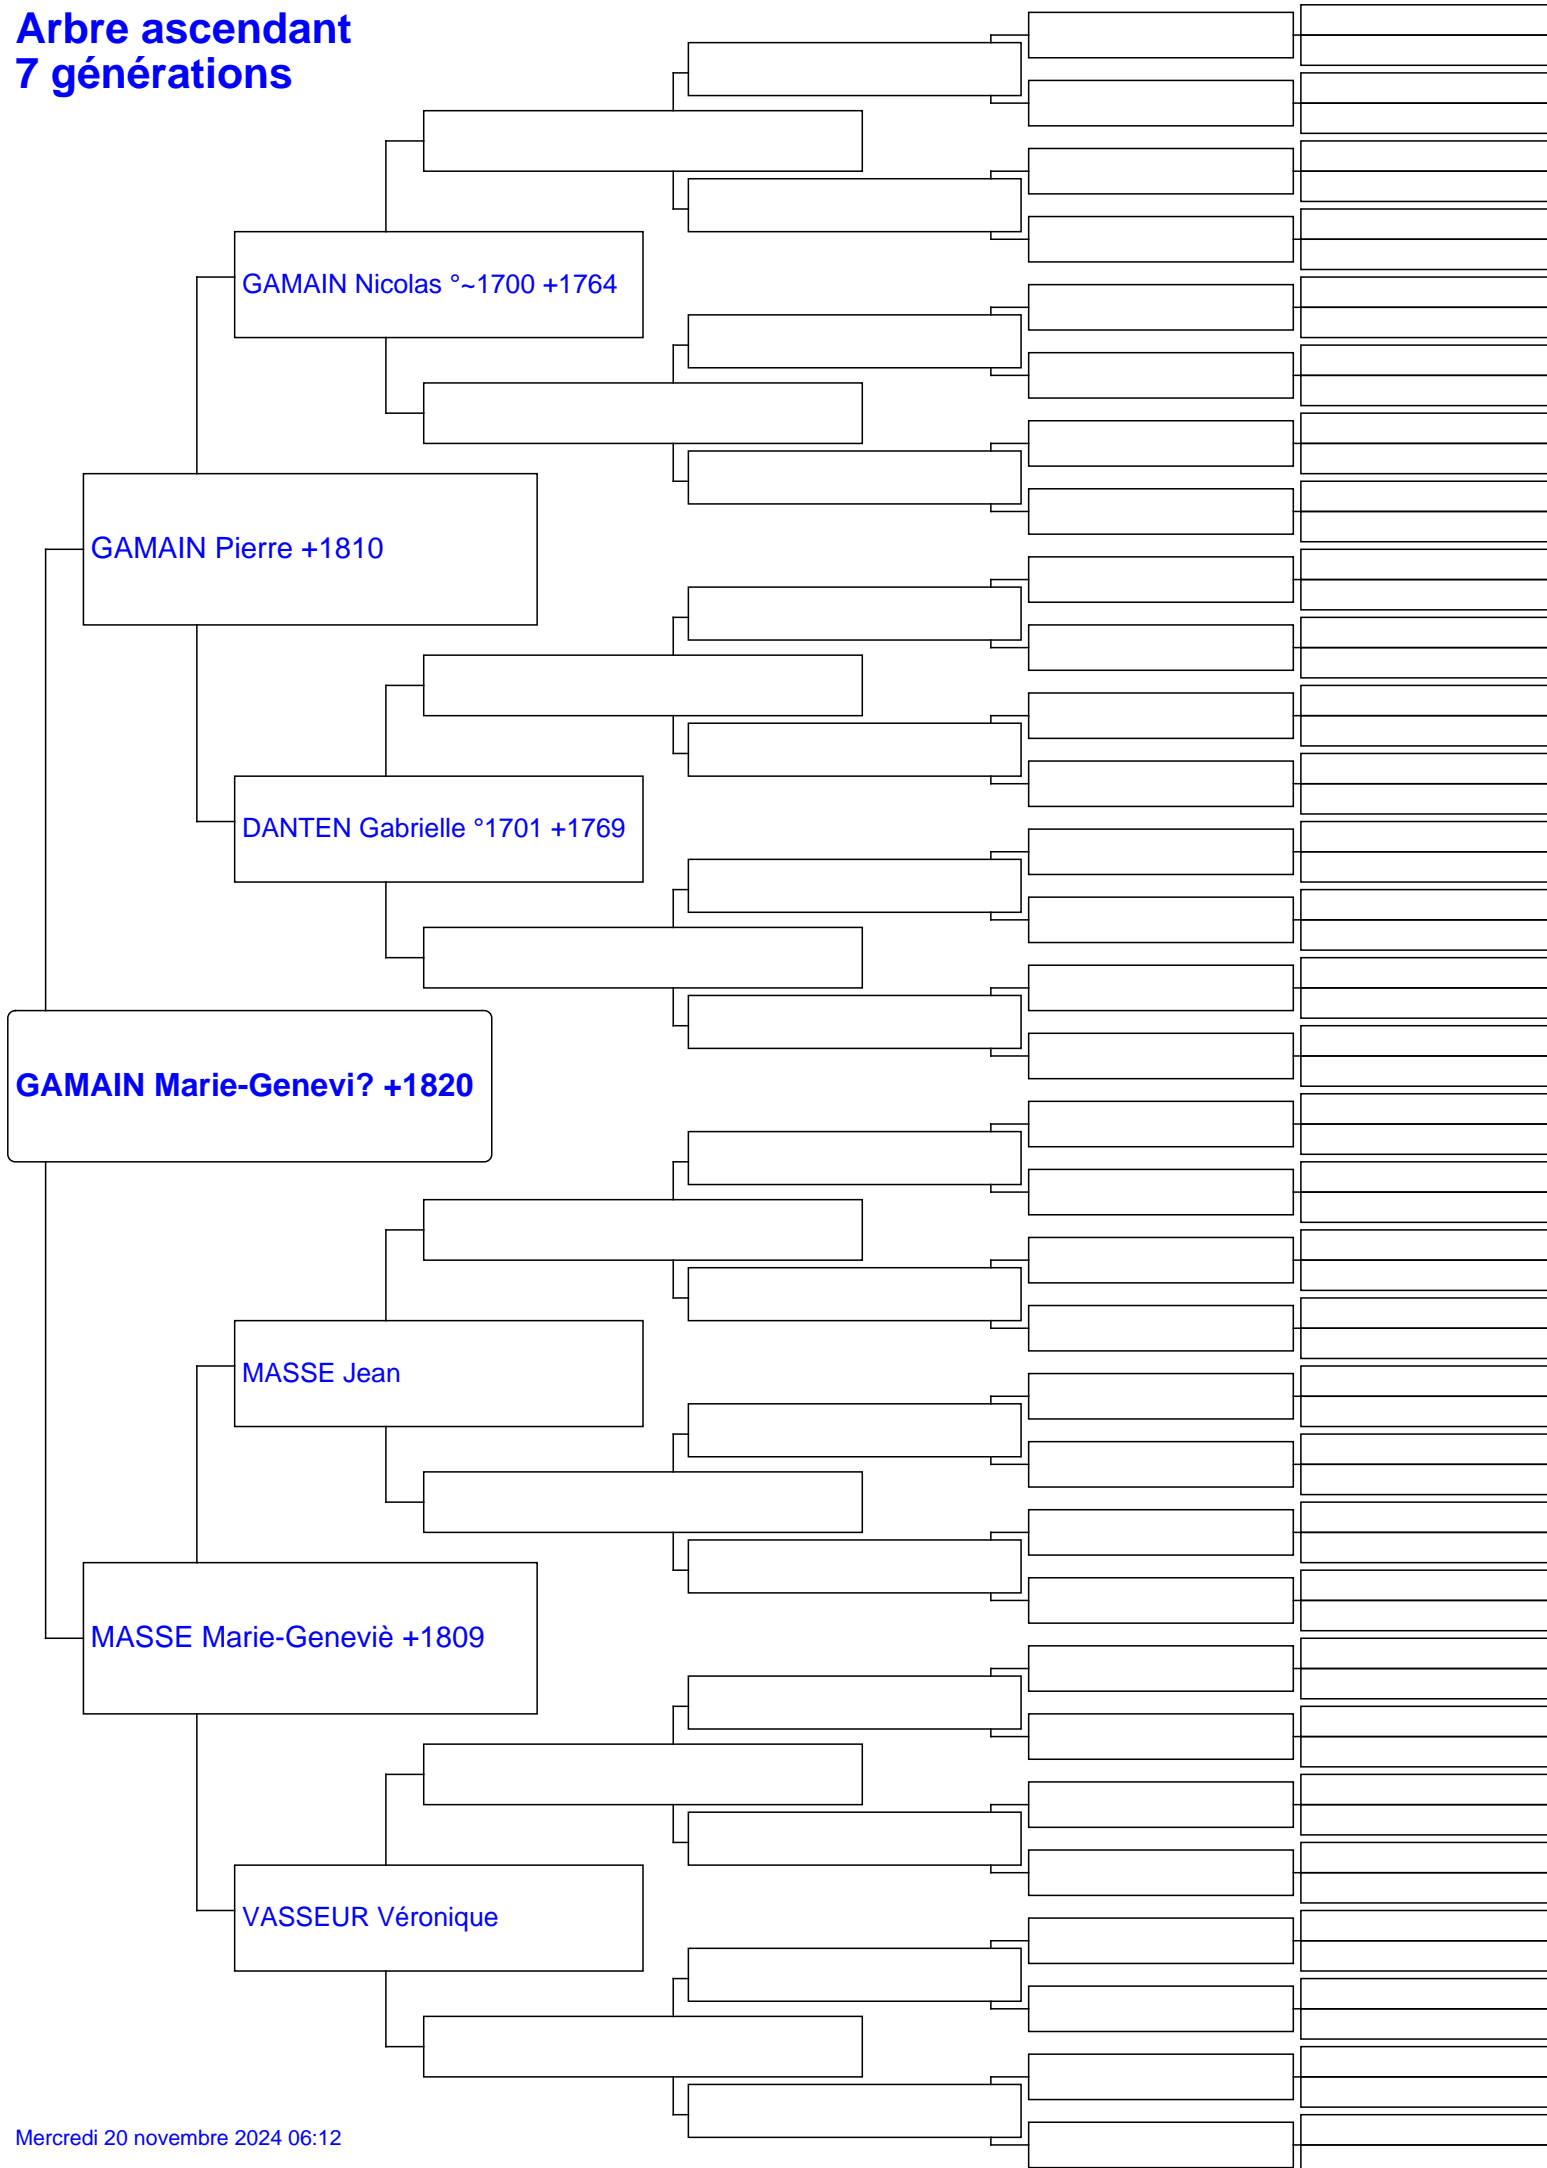 Arbre ascendant
7 générations
GAMAIN Nicolas °~1700 +1764
GAMAIN Pierre +1810
DANTEN Gabrielle °1701 +1769
GAMAIN Marie-Genevi? +1820
MASSE Jean
MASSE Marie-Geneviè +1809
VASSEUR Véronique
Mercredi 20 novembre 2024 06:12